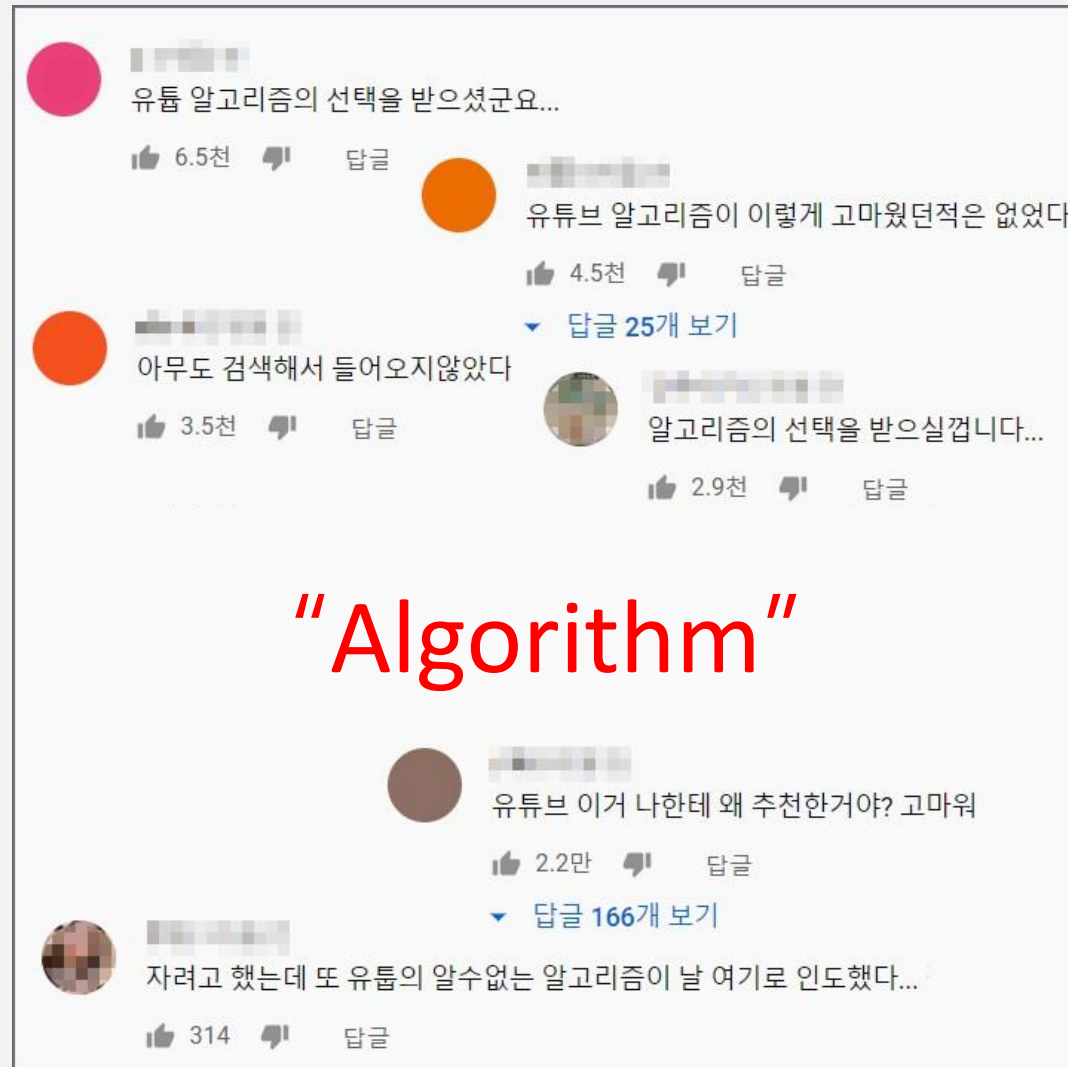 유튭 알고리즘의 선택을 받으셨군요...
6.5천 답글
유튜브 알고리즘이 이렇게 고마웠던적은 없었다
4.5천 답글
답글 25개 보기
아무도 검색해서 들어오지않았다
3.5천 답글
알고리즘의 선택을 받으실껍니다...
2.9천 답글
“Algorithm”
유튜브 이거 나한테 왜 추천한거야? 고마워
2.2만 답글
답글 166개 보기
자려고 했는데 또 유툽의 알수없는 알고리즘이 날 여기로 인도했다...
314 답글